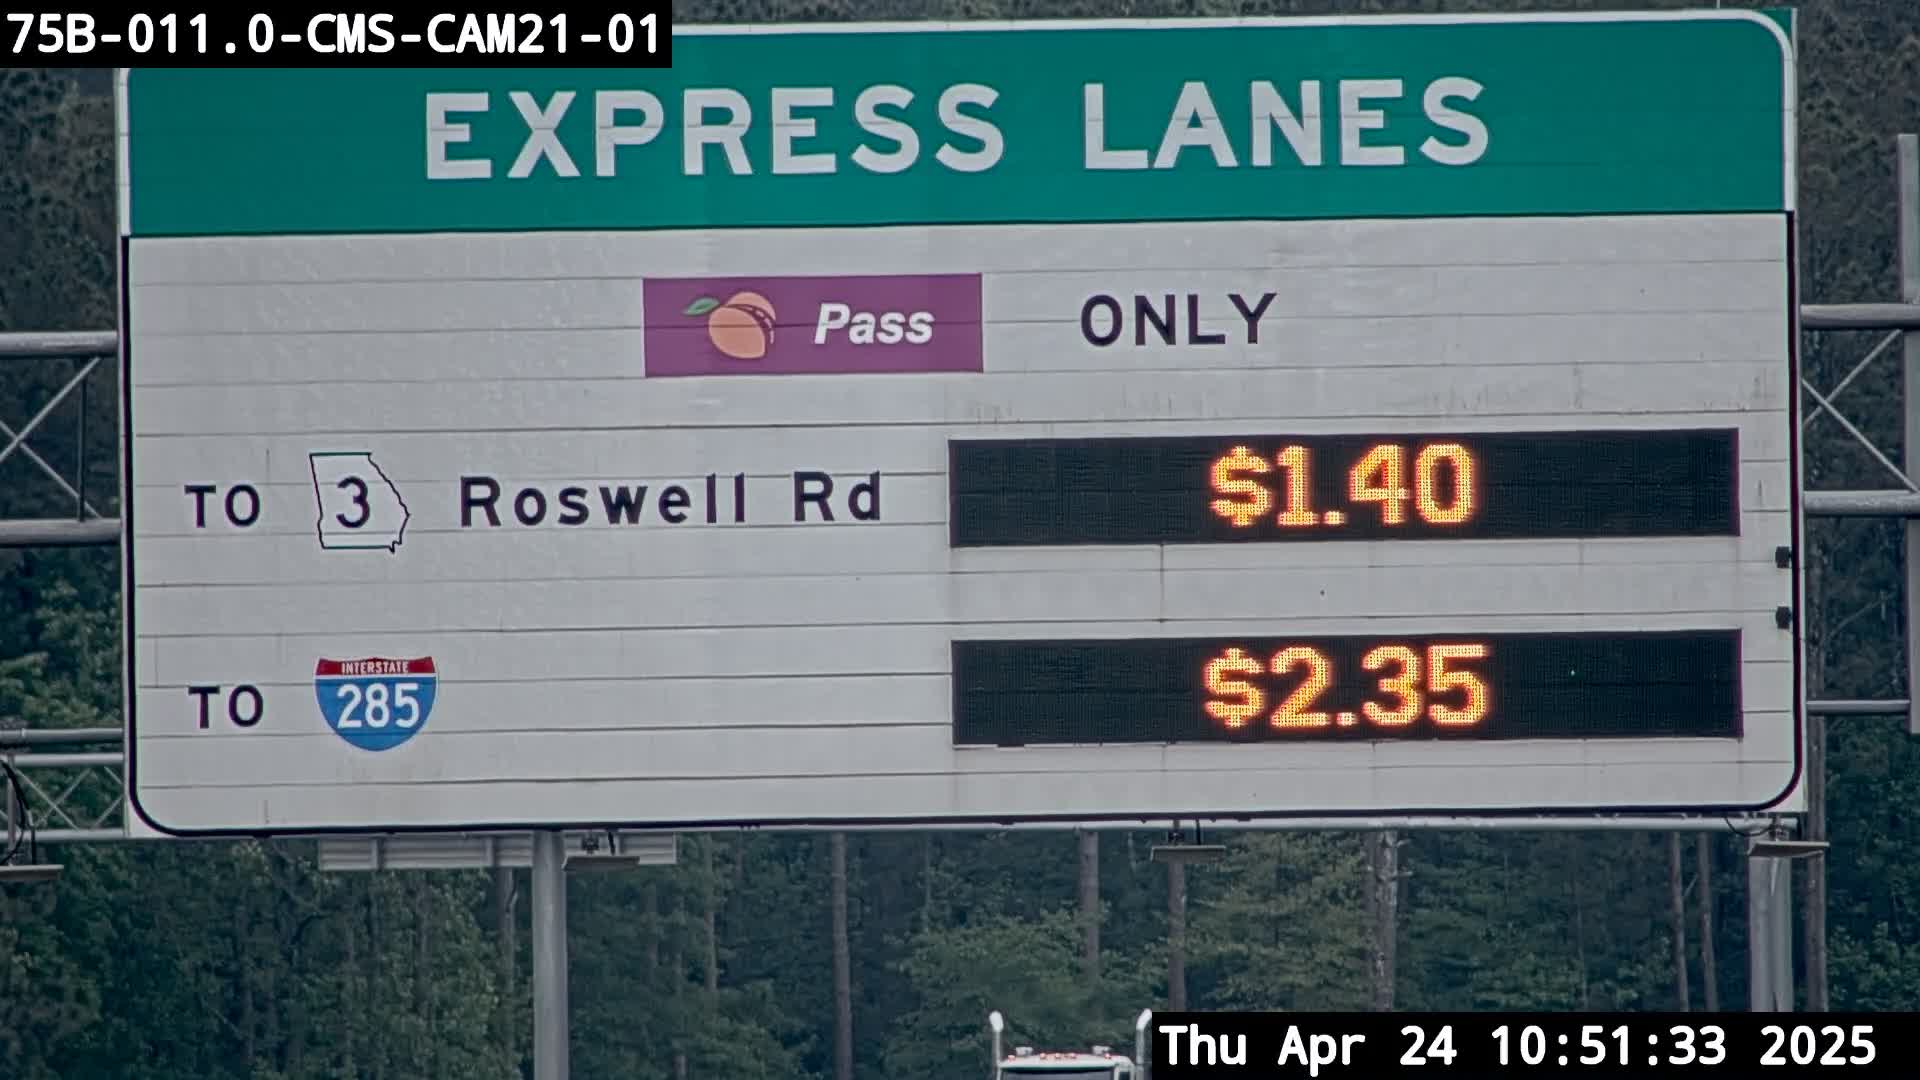 75B-011.0-CMS-CAM21-01
EXPRESS LANES
Pass ONLY
TO 3 Roswell Rd $1.40
INTERSTATE
TO 285 $2.35
Thu Apr 24 10:51:33 2025